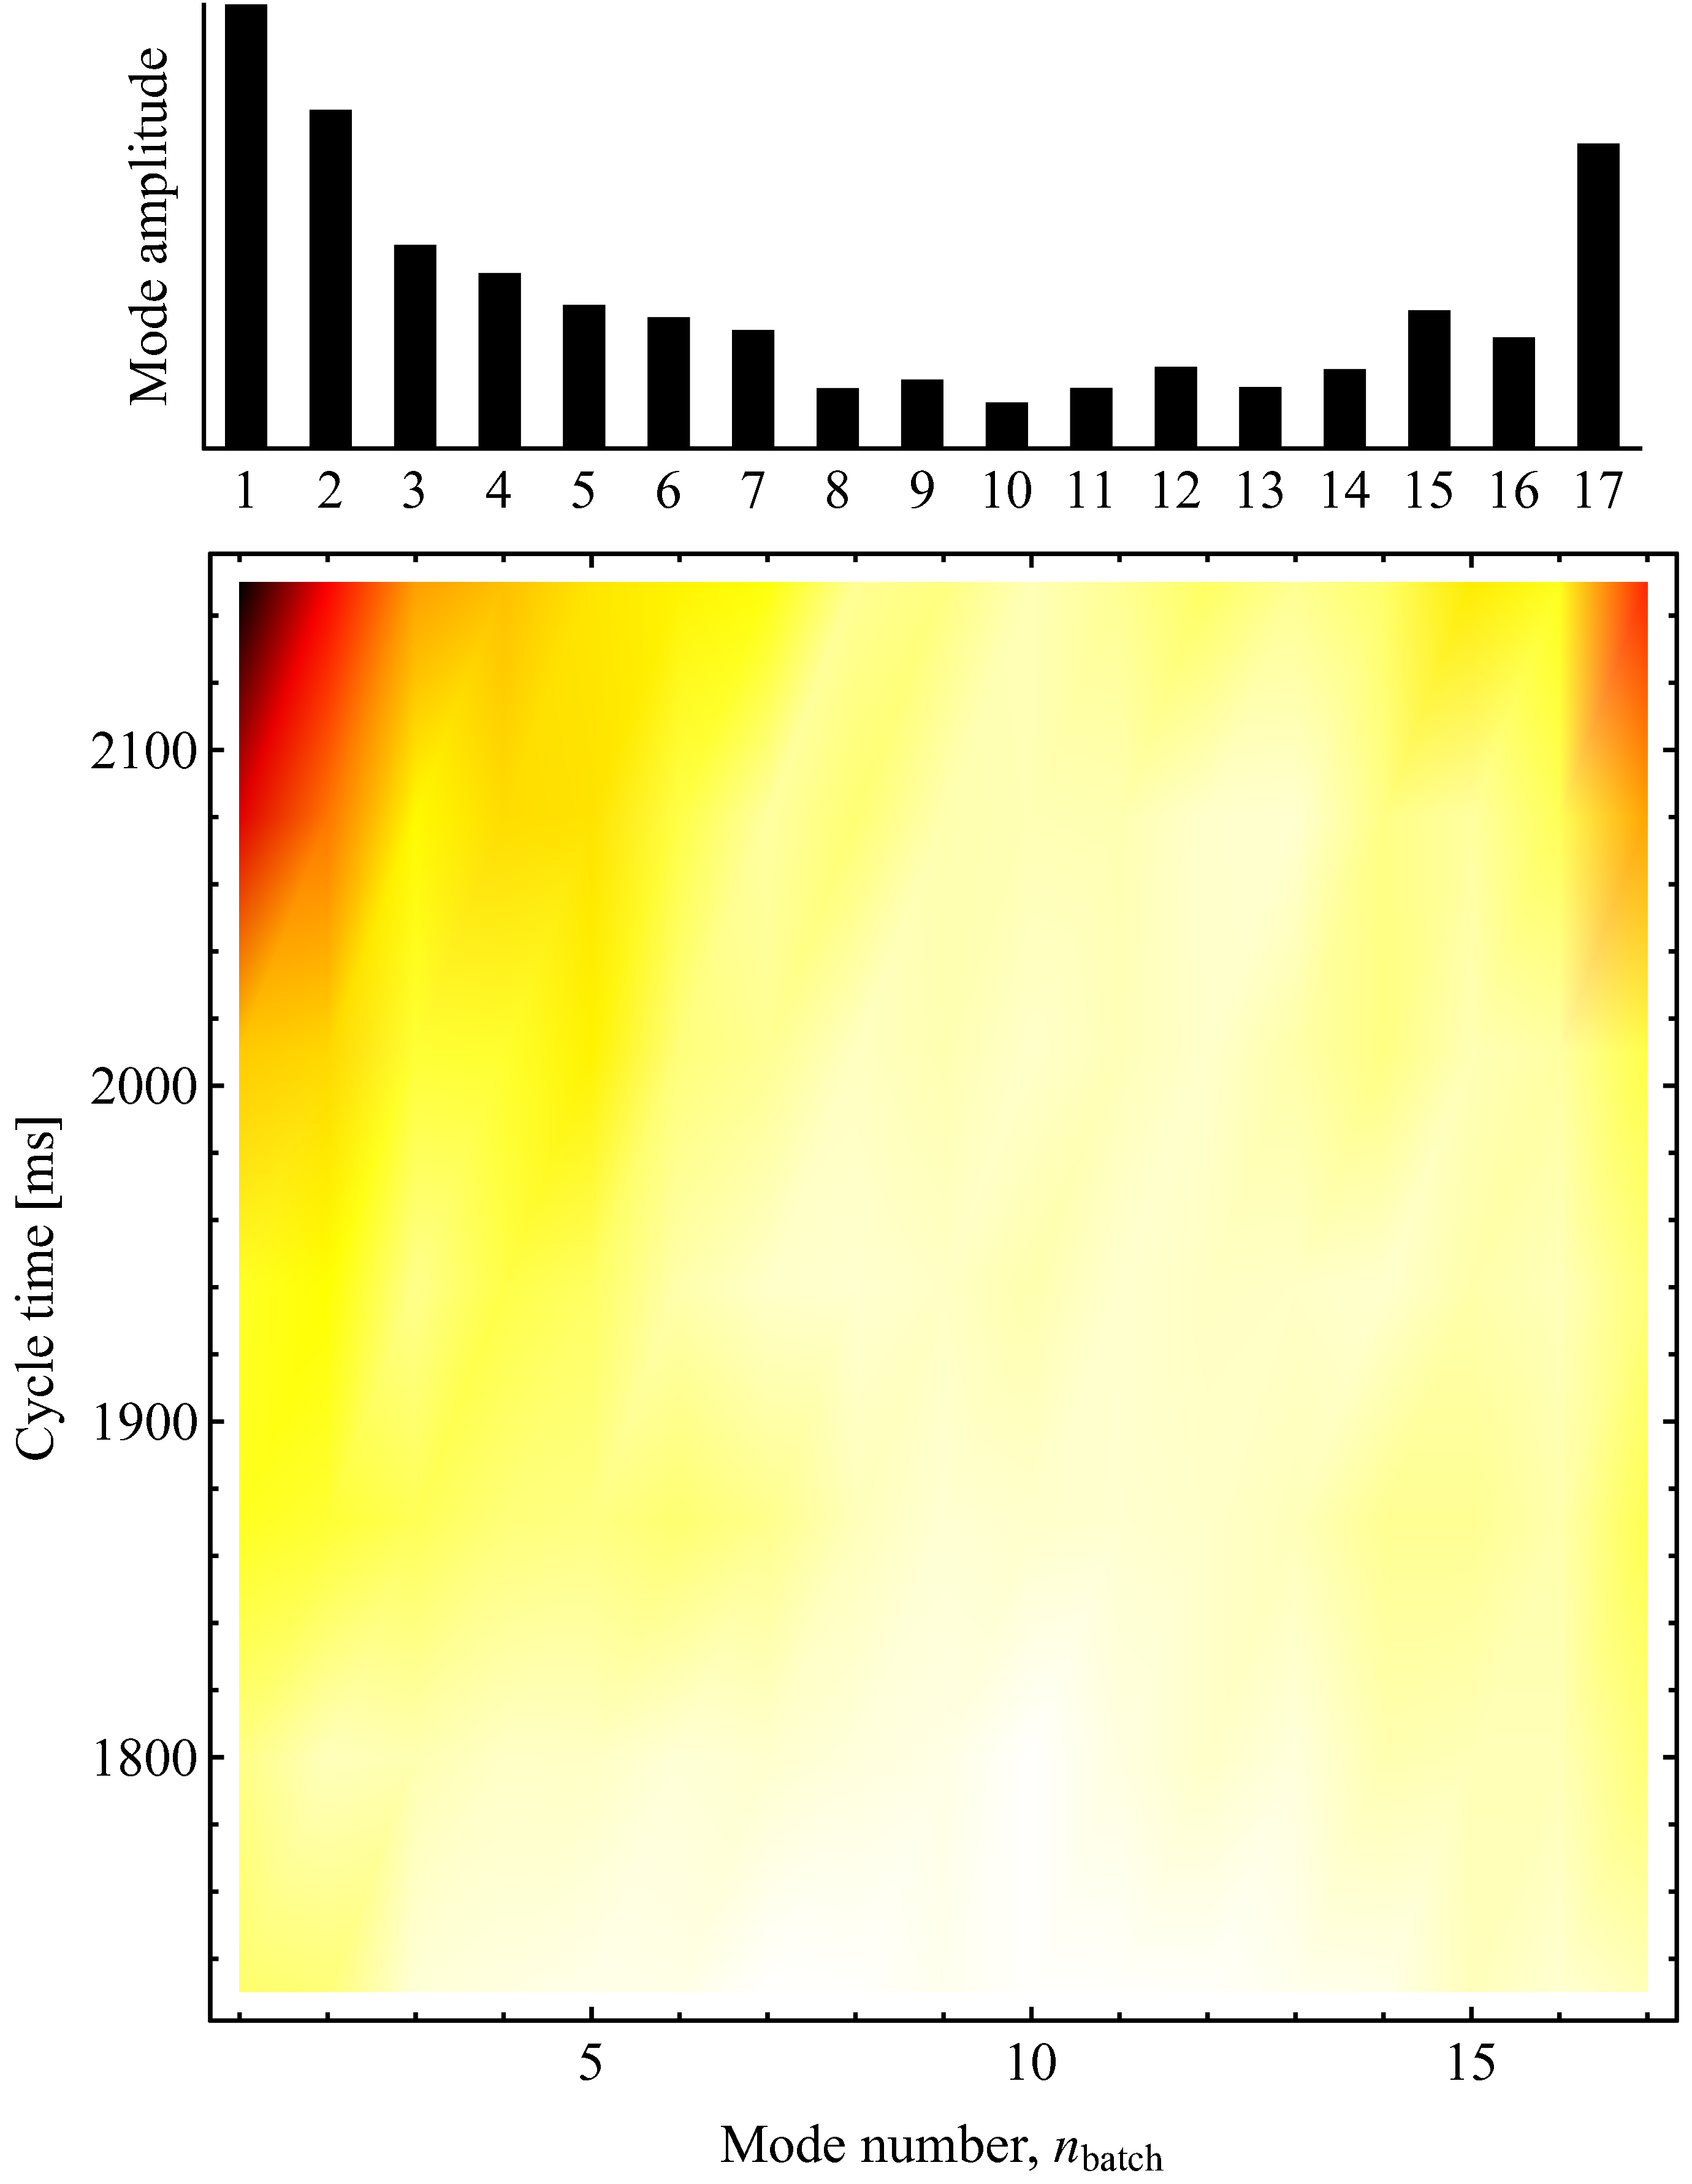 Mode amplitude
1 2 3 4 5 6 7 8 9 10 11 12 13 14 15 16 17
Cycle time [ms]
2100
2000
1900
1800
5 10 15
Mode number, nbatch